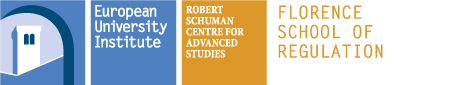 European
University
Institute
ROBERT
SCHUMAN
CENTRE FOR
ADVANCED
STUDIES
FLORENCE
SCHOOL OF
REGULATION